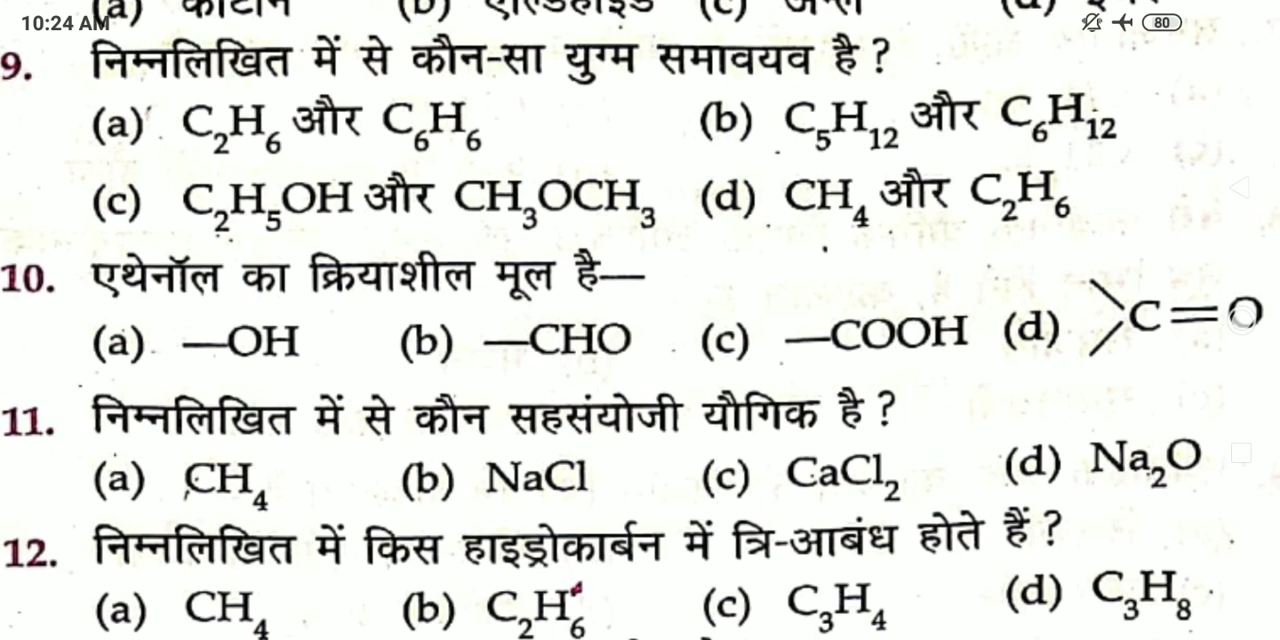 10:24 AM
80
9. निम्नलिखित में से कौन-सा युग्म समावयव है ?
(a) C₂H₆ और C₆H₆ (b) C₅H₁₂ और C₆H₁₂
(c) C₂H₅OH और CH₃OCH₃ (d) CH₄ और C₂H₆
10. एथेनॉल का क्रियाशील मूल है—
(a) —OH (b) —CHO (c) —COOH (d) >C=O
11. निम्नलिखित में से कौन सहसंयोजी यौगिक है ?
(a) CH₄ (b) NaCl (c) CaCl₂ (d) Na₂O
12. निम्नलिखित में किस हाइड्रोकार्बन में त्रि-आबंध होते हैं ?
(a) CH₄ (b) C₂H₆ (c) C₃H₄ (d) C₃H₈